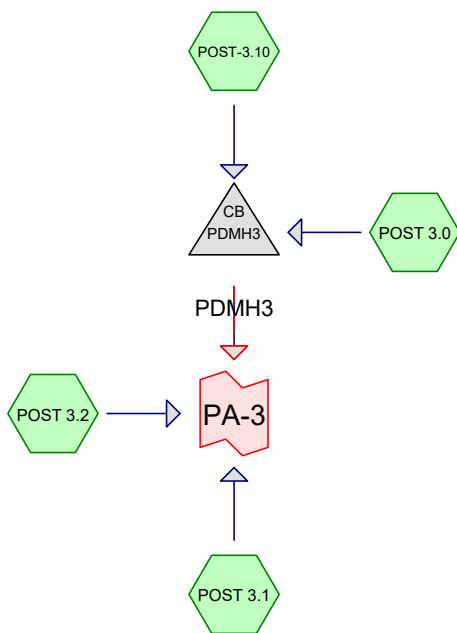 POST-3.10
CB
PDMH3
POST 3.0
PDMH3
POST 3.2
PA-3
POST 3.1